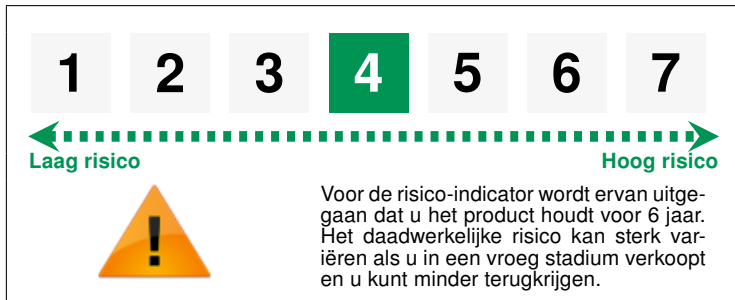 1 2 3 4 5 6 7
Laag risico Hoog risico
!
Voor de risico-indicator wordt ervan uitge-
gaan dat u het product houdt voor 6 jaar.
Het daadwerkelijke risico kan sterk var-
iëren als u in een vroeg stadium verkoopt
en u kunt minder terugkrijgen.